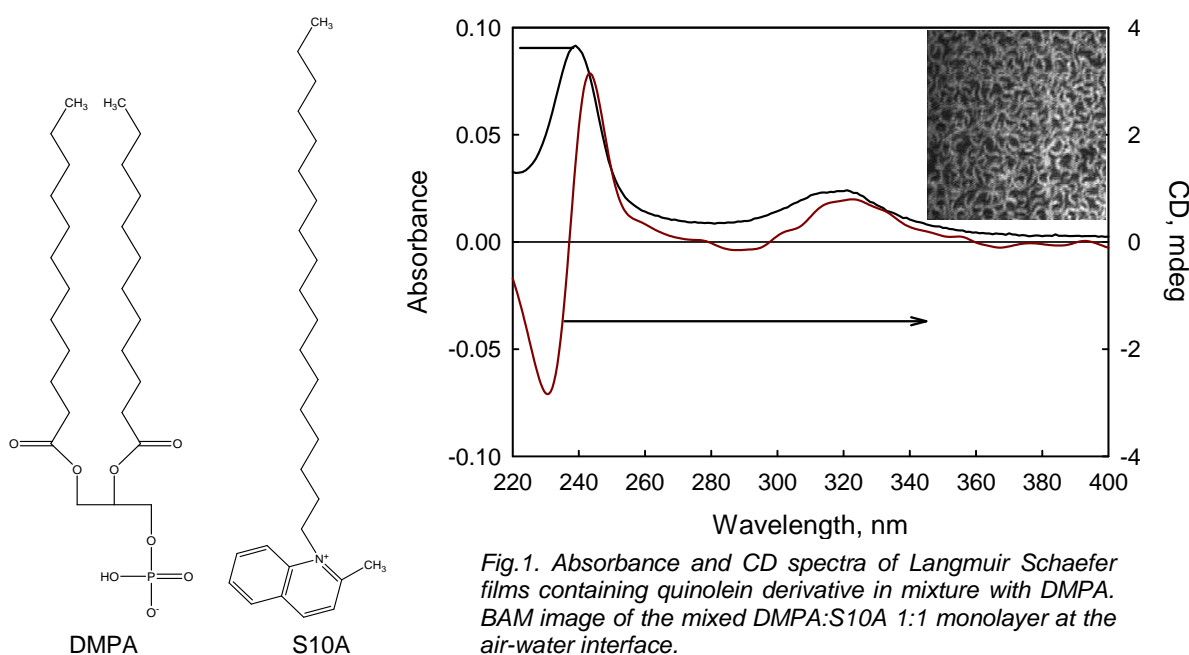 CH₃ H₃C
O O
O O
O
HO P O
O⁻
DMPA
CH₃
N⁺
CH₃
S10A
0.10
0.05
0.00
-0.05
-0.10
Absorbance
4
2
0
-2
-4
CD, mdeg
220 240 260 280 300 320 340 360 380 400
Wavelength, nm
Fig.1. Absorbance and CD spectra of Langmuir Schaefer
films containing quinolein derivative in mixture with DMPA.
BAM image of the mixed DMPA:S10A 1:1 monolayer at the
air-water interface.